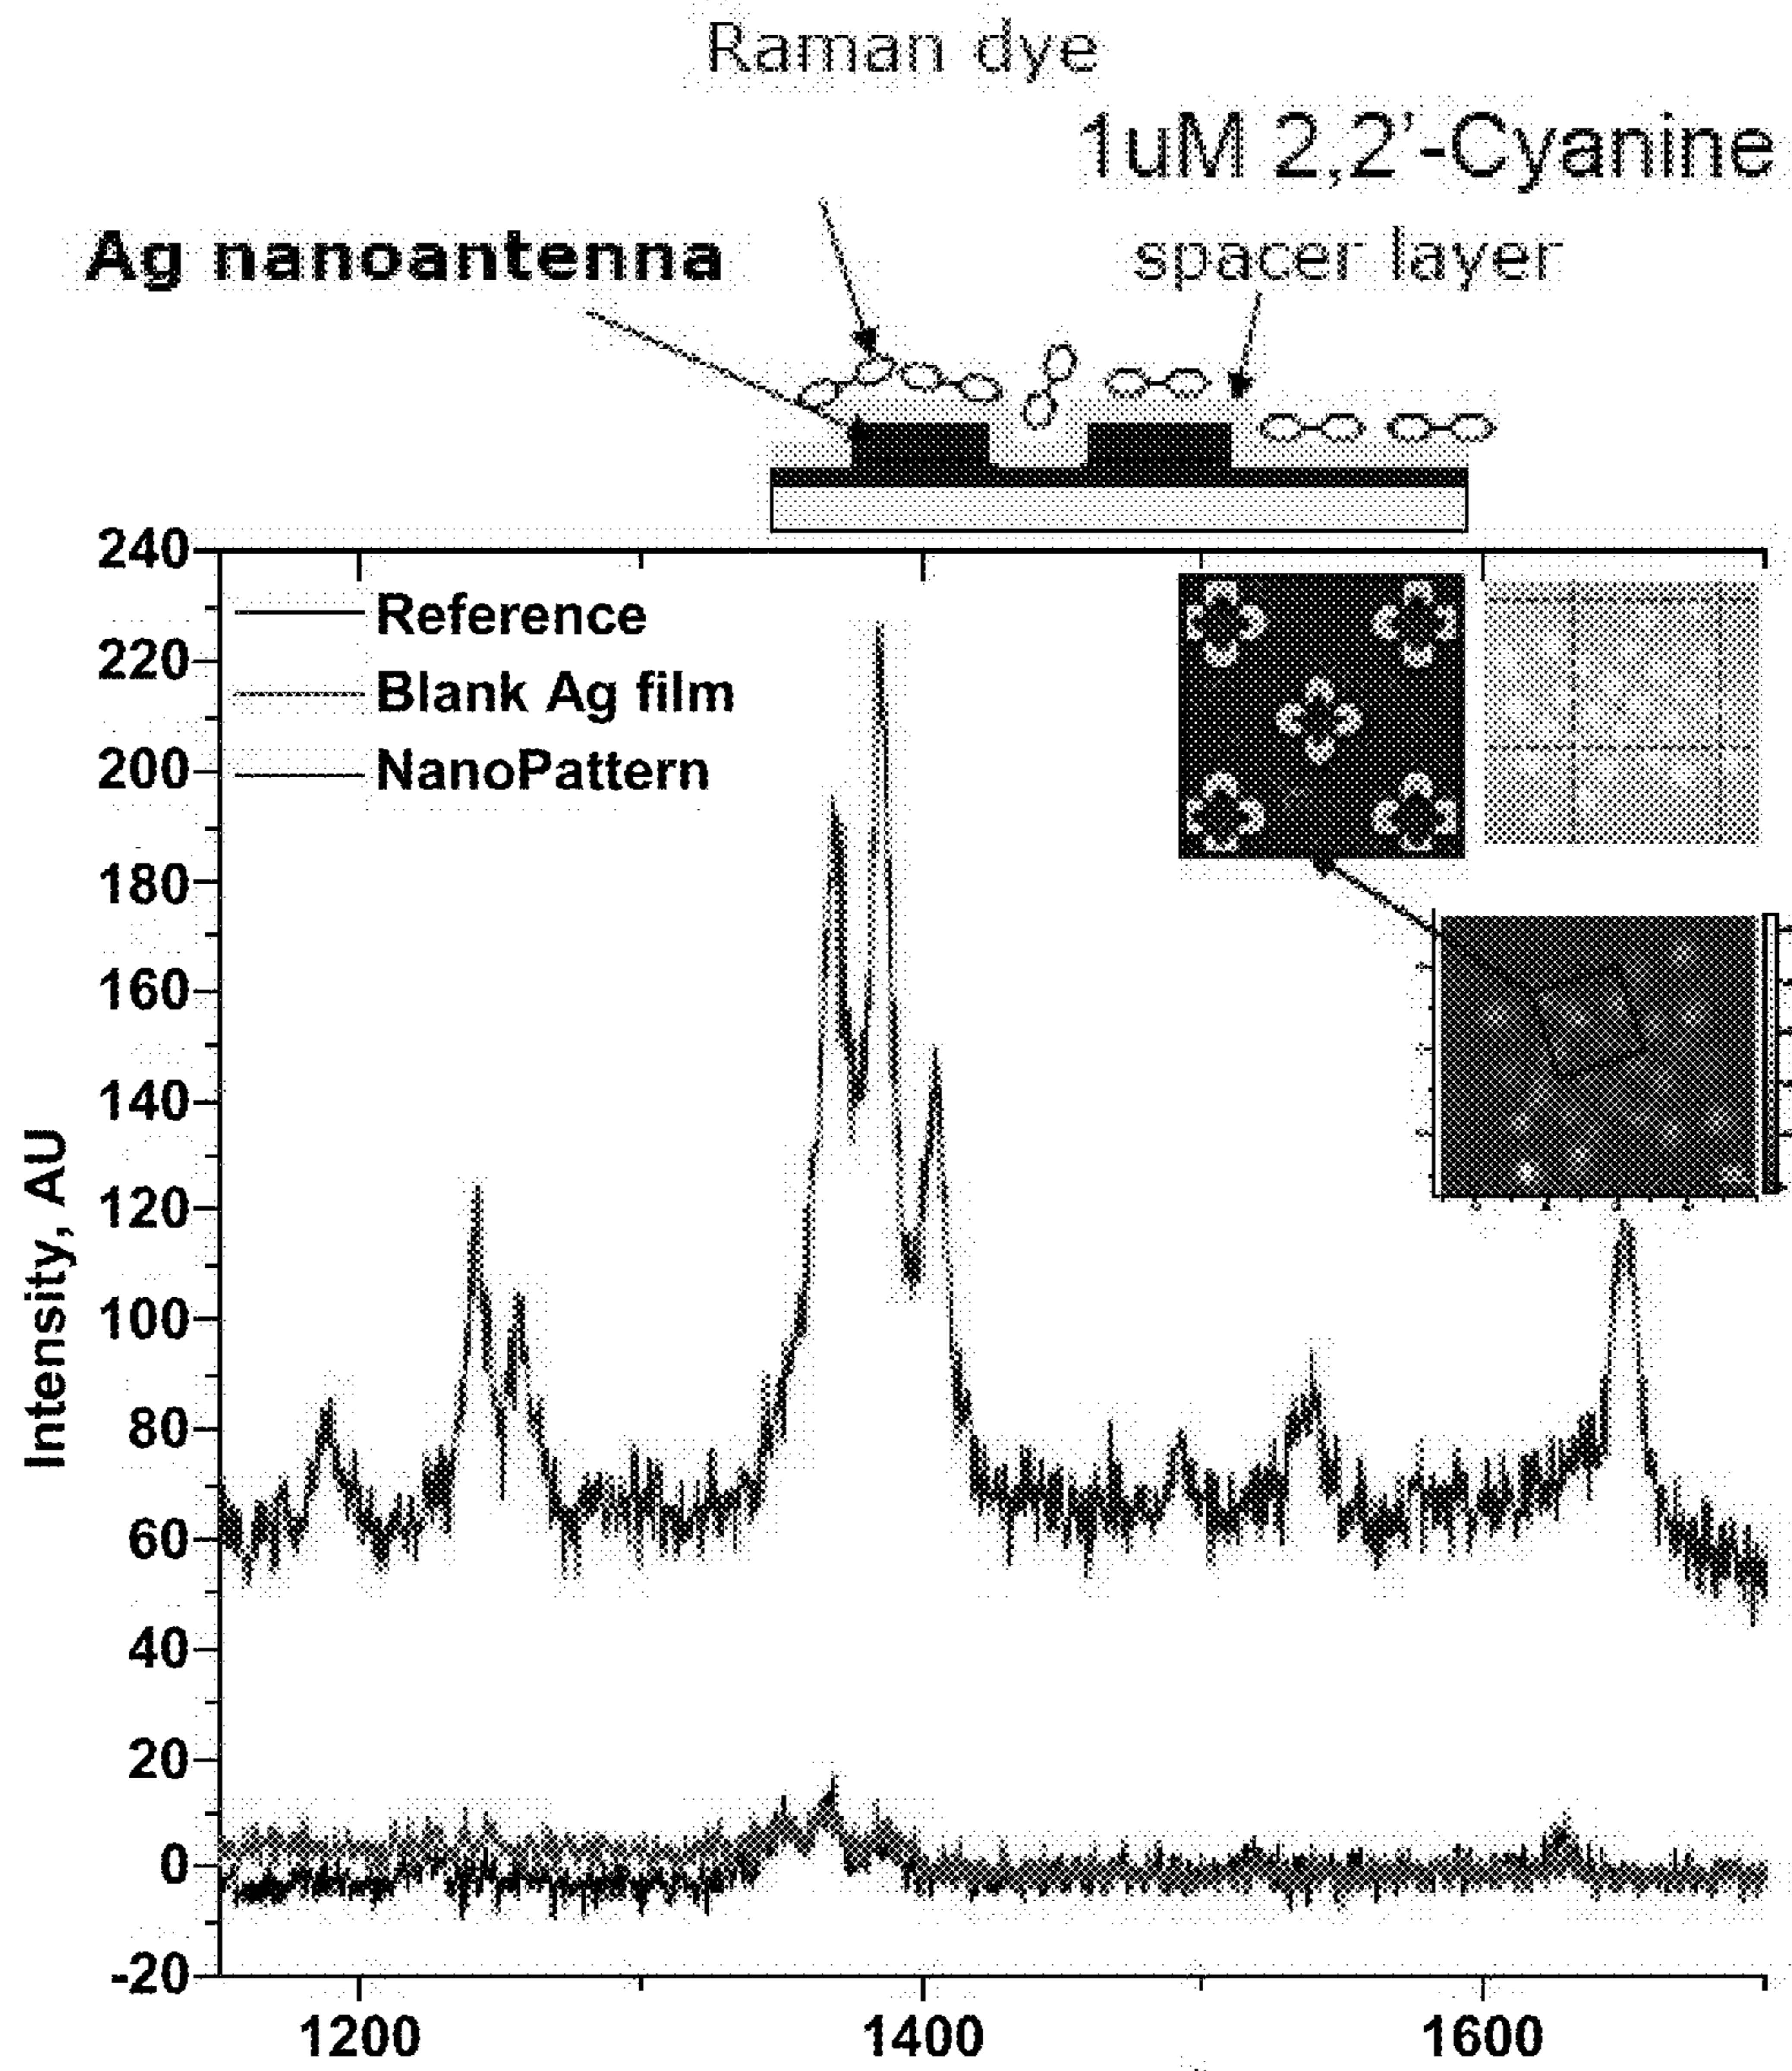 Raman dye
1uM 2,2’-Cyanine
Ag nanoantenna
spacer layer
240
220
200
180
160
140
120
100
80
60
40
20
0
-20
Reference
Blank Ag film
NanoPattern
Intensity, AU
1200
1400
1600